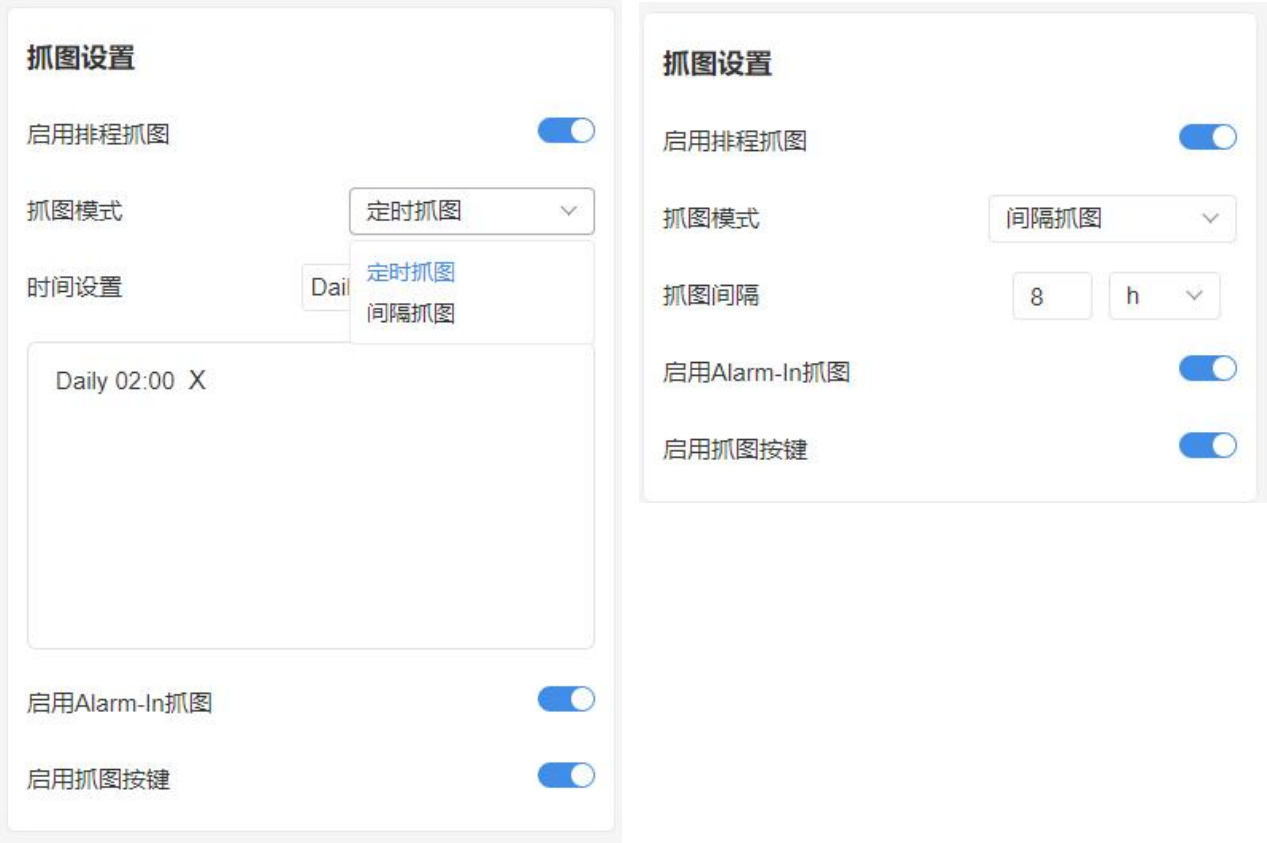 抓图设置
启用排程抓图
抓图模式
定时抓图
定时抓图
间隔抓图
时间设置
Daily 02:00 X
启用Alarm-In抓图
启用抓图按键
抓图设置
启用排程抓图
抓图模式
间隔抓图
抓图间隔
8
h
启用Alarm-In抓图
启用抓图按键